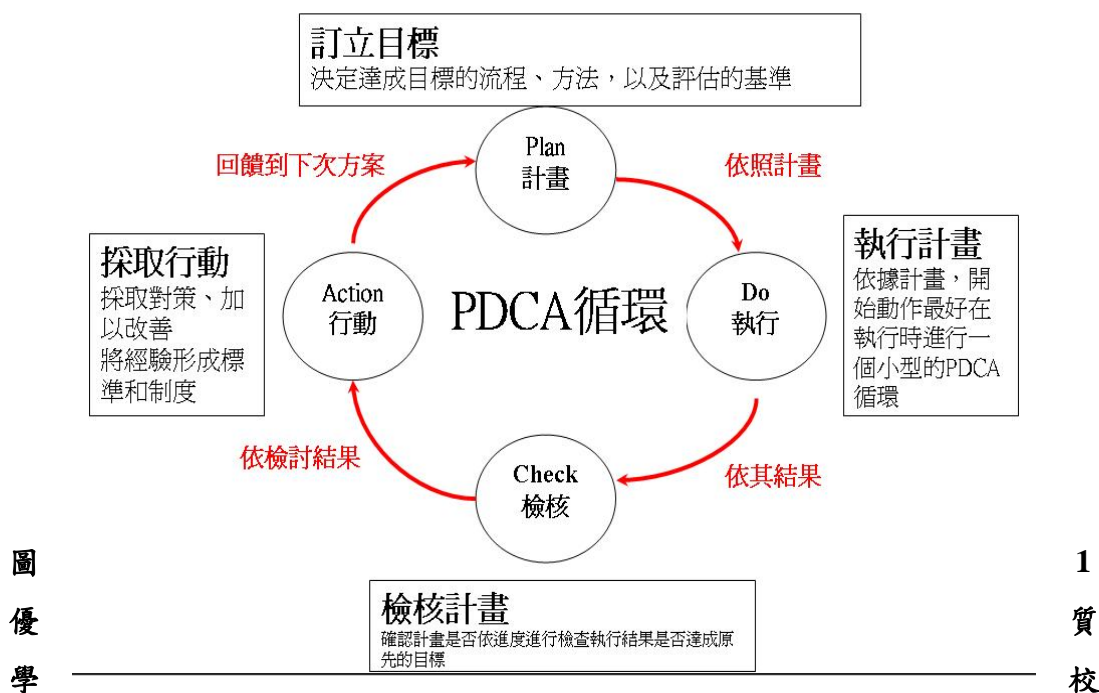 訂立目標
決定達成目標的流程、方法，以及評估的基準
Plan
計畫
回饋到下次方案
依照計畫
採取行動
採取對策、加
以改善
將經驗形成標
準和制度
Action
行動
PDCA循環
Do
執行
執行計畫
依據計畫，開
始動作最好在
執行時進行一
個小型的PDCA
循環
依檢討結果
Check
檢核
依其結果
檢核計畫
確認計畫是否依進度進行檢查執行結果是否達成原
先的目標
圖 1
優 質
學 校